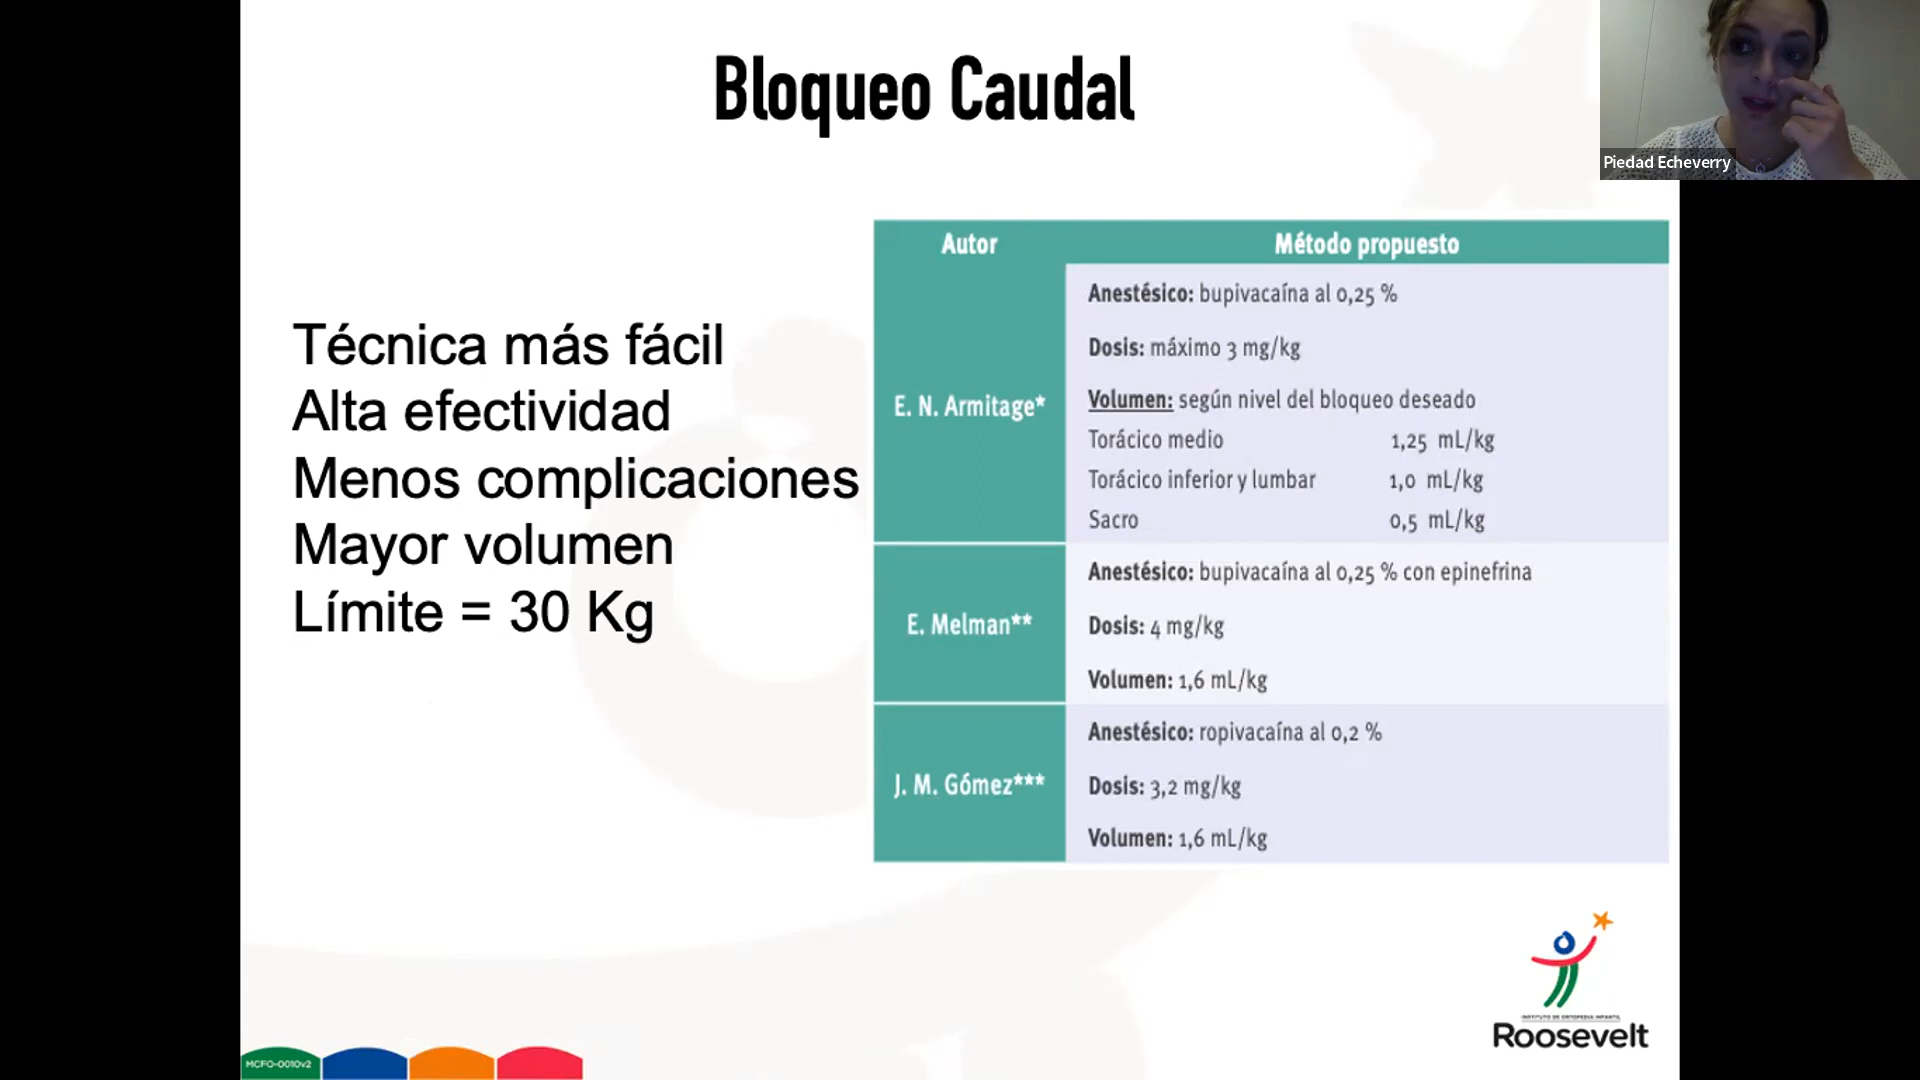 Bloqueo Caudal
Piedad Echeverry
Técnica más fácil
Alta efectividad
Menos complicaciones
Mayor volumen
Límite = 30 Kg
Autor Método propuesto
E. N. Armitage*
Anestésico: bupivacaína al 0,25 %
Dosis: máximo 3 mg/kg
Volumen: según nivel del bloqueo deseado
Torácico medio 1,25 mL/kg
Torácico inferior y lumbar 1,0 mL/kg
Sacro 0,5 mL/kg
E. Melman**
Anestésico: bupivacaína al 0,25 % con epinefrina
Dosis: 4 mg/kg
Volumen: 1,6 mL/kg
J. M. Gómez***
Anestésico: ropivacaína al 0,2 %
Dosis: 3,2 mg/kg
Volumen: 1,6 mL/kg
INSTITUTO DE ORTOPEDIA INFANTIL
Roosevelt
MCFO-0010v2